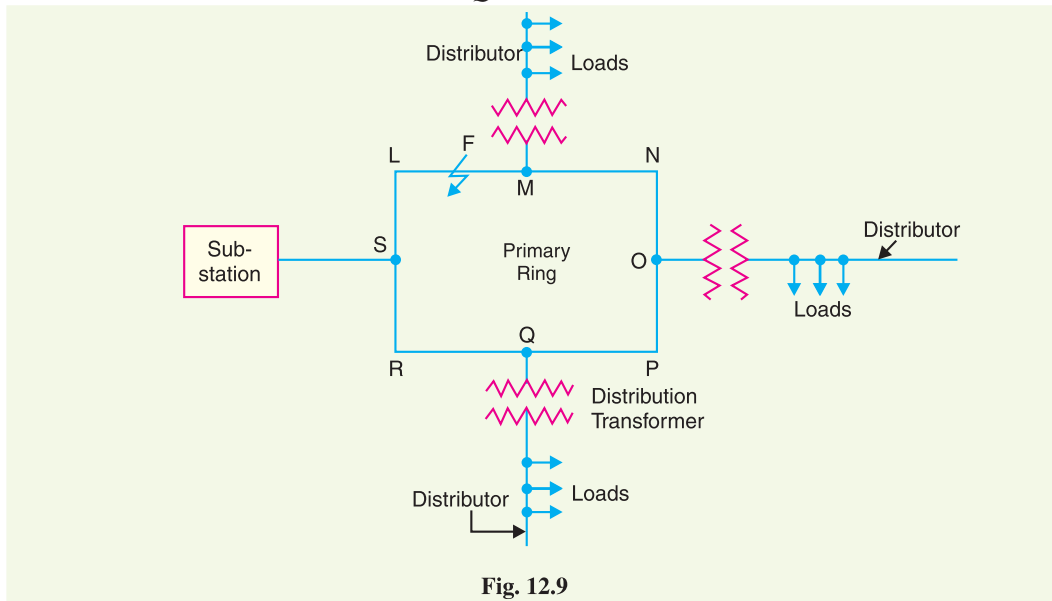 Distributor
Loads
F
L
N
M
S
Sub-
station
Primary
Ring
O
Distributor
Loads
Q
R
P
Distribution
Transformer
Distributor
Loads
Fig. 12.9